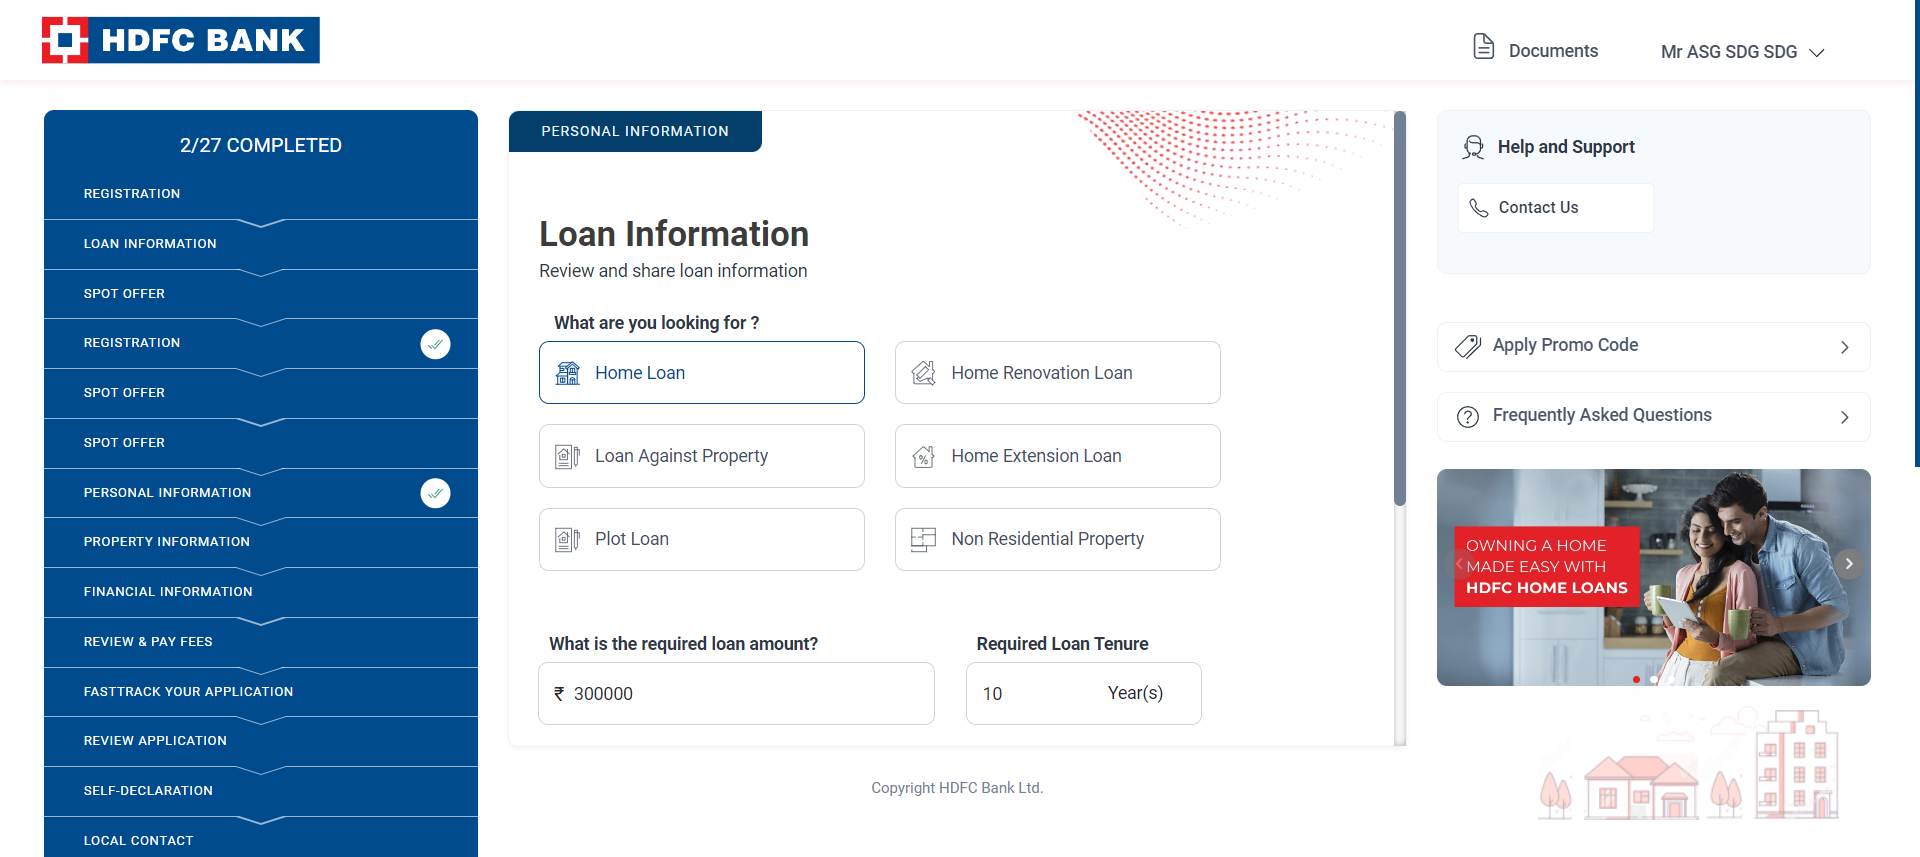 HDFC BANK
Documents
Mr ASG SDG SDG
2/27 COMPLETED
REGISTRATION
LOAN INFORMATION
SPOT OFFER
REGISTRATION
SPOT OFFER
SPOT OFFER
PERSONAL INFORMATION
PROPERTY INFORMATION
FINANCIAL INFORMATION
REVIEW & PAY FEES
FASTTRACK YOUR APPLICATION
REVIEW APPLICATION
SELF-DECLARATION
LOCAL CONTACT
PERSONAL INFORMATION
Loan Information
Review and share loan information
What are you looking for ?
Home Loan
Home Renovation Loan
Loan Against Property
Home Extension Loan
Plot Loan
Non Residential Property
What is the required loan amount?
Required Loan Tenure
₹ 300000
10 Year(s)
Copyright HDFC Bank Ltd.
Help and Support
Contact Us
Apply Promo Code
Frequently Asked Questions
OWNING A HOME
MADE EASY WITH
HDFC HOME LOANS